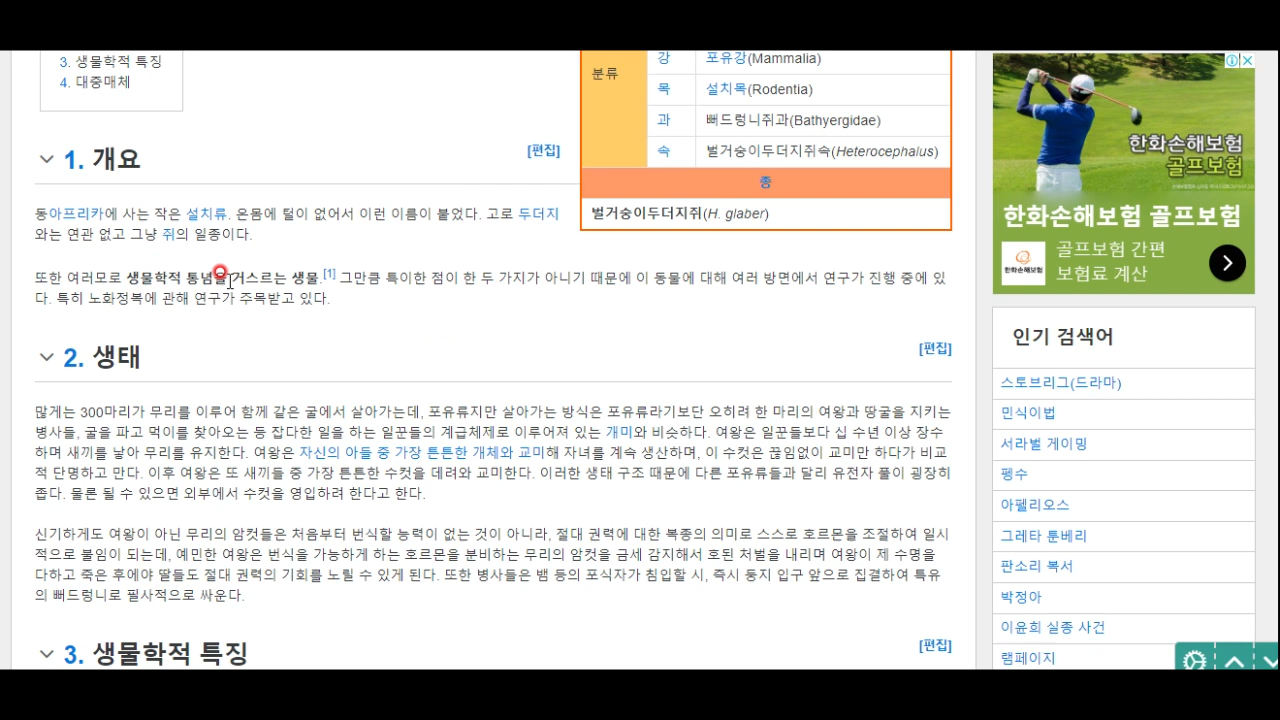 3. 생물학적 특징
4. 대중매체
분류
강 포유강(Mammalia)
목 설치목(Rodentia)
과 뻐드렁니쥐과(Bathyergidae)
속 벌거숭이두더지쥐속(Heterocephalus)
종
벌거숭이두더지쥐(H. glaber)
1. 개요 [편집]
동아프리카에 사는 작은 설치류. 온몸에 털이 없어서 이런 이름이 붙었다. 고로 두더지
와는 연관 없고 그냥 쥐의 일종이다.
또한 여러모로 생물학적 통념을 거스르는 생물.[1] 그만큼 특이한 점이 한 두 가지가 아니기 때문에 이 동물에 대해 여러 방면에서 연구가 진행 중에 있
다. 특히 노화정복에 관해 연구가 주목받고 있다.
2. 생태 [편집]
많게는 300마리가 무리를 이루어 함께 같은 굴에서 살아가는데, 포유류지만 살아가는 방식은 포유류라기보단 오히려 한 마리의 여왕과 땅굴을 지키는
병사들, 굴을 파고 먹이를 찾아오는 등 잡다한 일을 하는 일꾼들의 계급체제로 이루어져 있는 개미와 비슷하다. 여왕은 일꾼들보다 십 수년 이상 장수
하며 새끼를 낳아 무리를 유지한다. 여왕은 자신의 아들 중 가장 튼튼한 개체와 교미해 자녀를 계속 생산하며, 이 수컷은 끊임없이 교미만 하다가 비교
적 단명하고 만다. 이후 여왕은 또 새끼들 중 가장 튼튼한 수컷을 데려와 교미한다. 이러한 생태 구조 때문에 다른 포유류들과 달리 유전자 풀이 굉장히
좁다. 물론 될 수 있으면 외부에서 수컷을 영입하려 한다고 한다.
신기하게도 여왕이 아닌 무리의 암컷들은 처음부터 번식할 능력이 없는 것이 아니라, 절대 권력에 대한 복종의 의미로 스스로 호르몬을 조절하여 일시
적으로 불임이 되는데, 예민한 여왕은 번식을 가능하게 하는 호르몬을 분비하는 무리의 암컷을 금세 감지해서 호된 처벌을 내리며 여왕이 제 수명을
다하고 죽은 후에야 딸들도 절대 권력의 기회를 노릴 수 있게 된다. 또한 병사들은 뱀 등의 포식자가 침입할 시, 즉시 둥지 입구 앞으로 집결하여 특유
의 뻐드렁니로 필사적으로 싸운다.
3. 생물학적 특징 [편집]
한화손해보험
골프보험
한화손해보험 골프보험
한화손해보험
골프보험 간편
보험료 계산
인기 검색어
스토브리그(드라마)
민식이법
서라벌 게이밍
펭수
아펠리오스
그레타 툰베리
판소리 복서
박정아
이윤희 실종 사건
램페이지